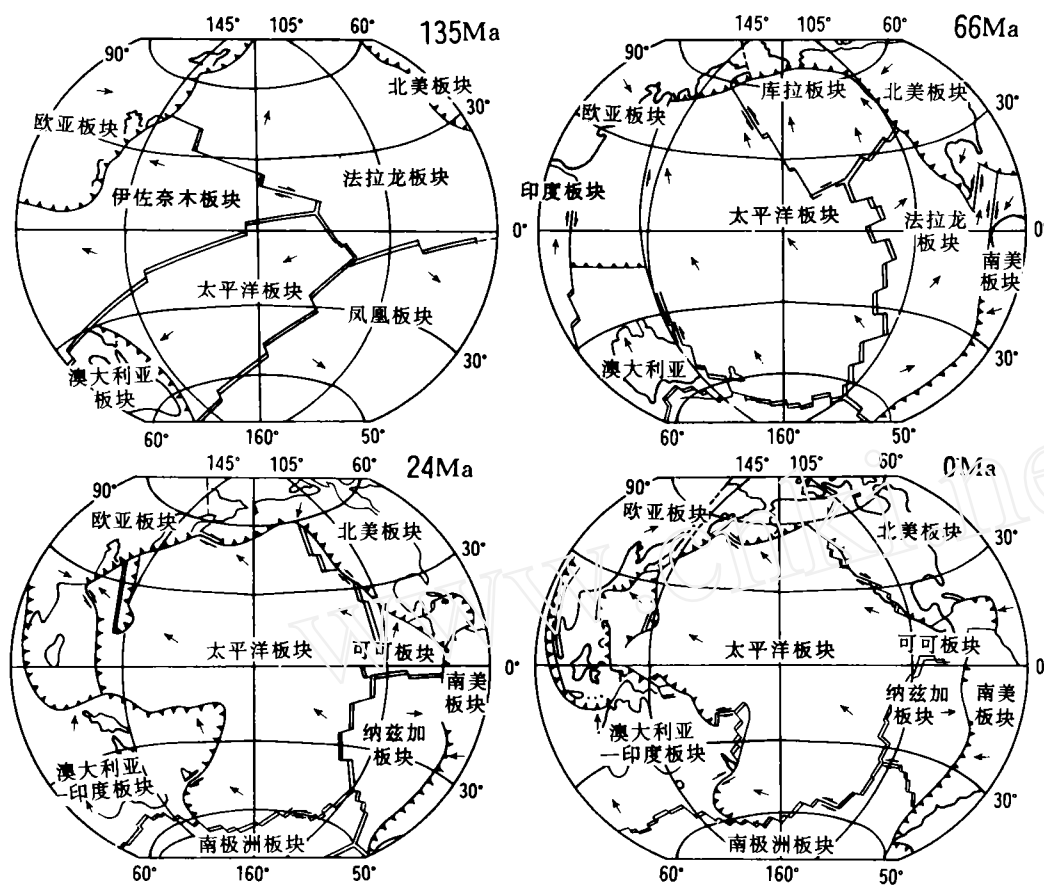 145° 105° 60° 135Ma
90°
北美板块
30°
欧亚板块
法拉龙板块
伊佐奈木板块
0°
太平洋板块
凤凰板块
30°
澳大利亚
板块
60° 160° 50°
145° 105° 60° 66Ma
90°
库拉板块
北美板块
30°
欧亚板块
印度板块
太平洋板块
法拉龙
板块
0
南美
板块
30°
澳大利亚
60° 160° 50°
145° 105° 60° 24Ma
90°
欧亚板块
北美板块
30°
太平洋板块
可可板块
0°
南美
板块
纳兹加
板块
澳大利亚
—印度板块
30°
南极洲板块
60° 160° 50°
145° 105° 60° 0Ma
90°
欧亚板块
北美板块
30°
太平洋板块
可可板块
0
纳兹加
板块
南美
板块
澳大利亚
—印度板块
30°
南极洲板块
60° 160° 50°